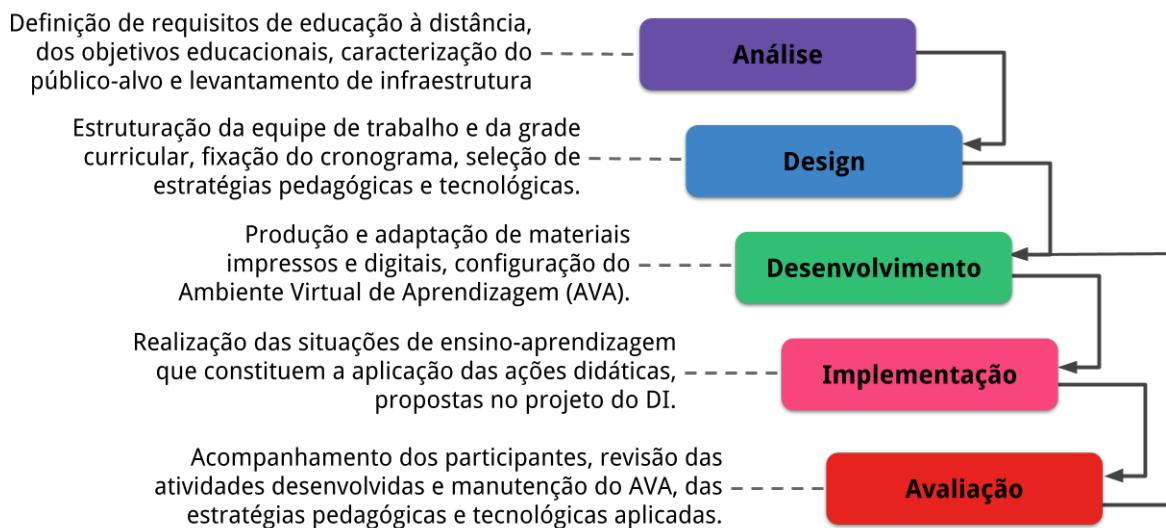 Definição de requisitos de educação à distância,
dos objetivos educacionais, caracterização do
público-alvo e levantamento de infraestrutura
Análise
Estruturação da equipe de trabalho e da grade
curricular, fixação do cronograma, seleção de
estratégias pedagógicas e tecnológicas.
Design
Produção e adaptação de materiais
impressos e digitais, configuração do
Ambiente Virtual de Aprendizagem (AVA).
Desenvolvimento
Realização das situações de ensino-aprendizagem
que constituem a aplicação das ações didáticas,
propostas no projeto do DI.
Implementação
Acompanhamento dos participantes, revisão das
atividades desenvolvidas e manutenção do AVA, das
estratégias pedagógicas e tecnológicas aplicadas.
Avaliação